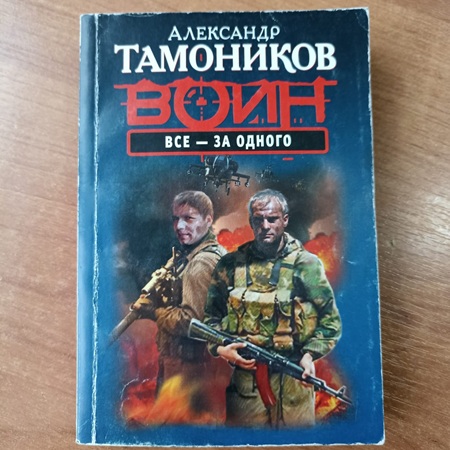 АЛЕКСАНДР
ТАМОНИКОВ
ВОИН
ВСЕ — ЗА ОДНОГО